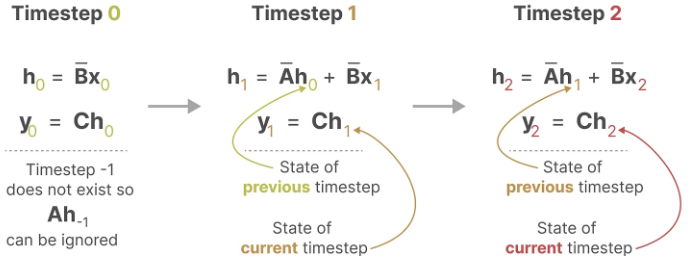 Timestep 0
h₀ = B̅x₀
y₀ = Ch₀
Timestep -1
does not exist so
Ah₋₁
can be ignored
Timestep 1
h₁ = A̅h₀ + B̅x₁
y₁ = Ch₁
State of
previous timestep
State of
current timestep
Timestep 2
h₂ = A̅h₁ + B̅x₂
y₂ = Ch₂
State of
previous timestep
State of
current timestep